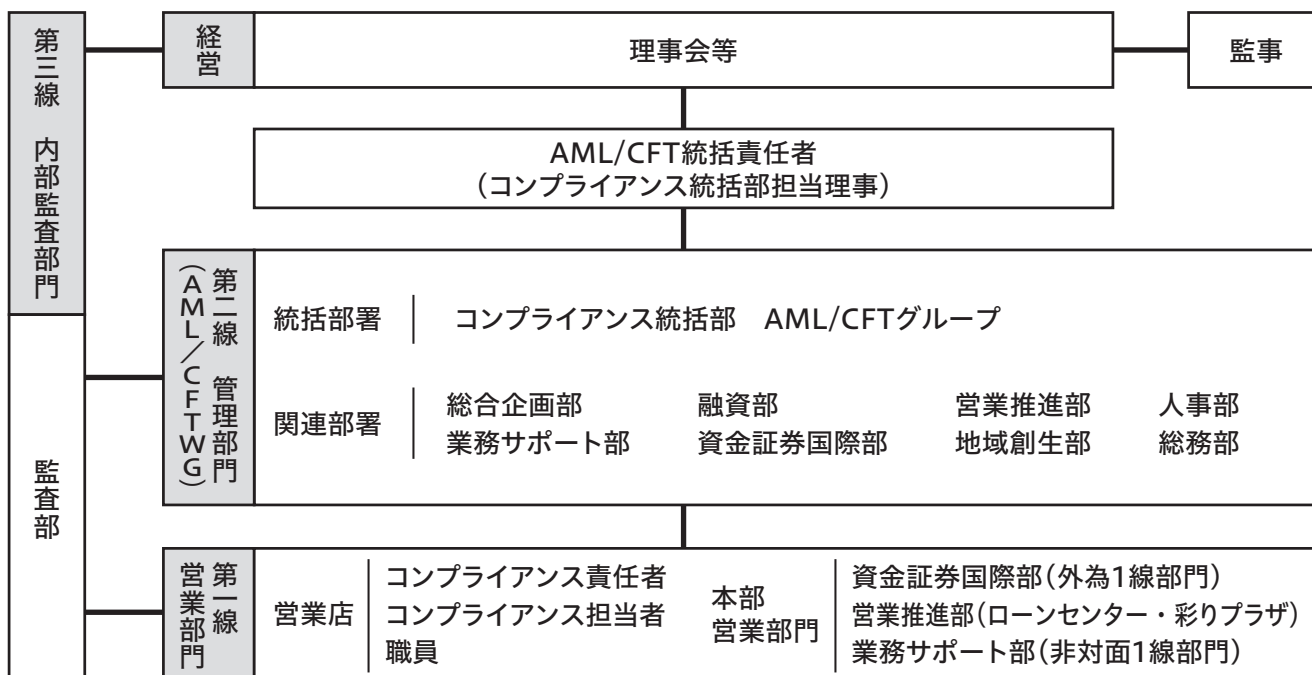 第三線　内部監査部門
監査部
経営
理事会等
監事
AML/CFT統括責任者
（コンプライアンス統括部担当理事）
第二線　管理部門
（AML／CFTWG）
統括部署
コンプライアンス統括部　AML/CFTグループ
関連部署
総合企画部　融資部　営業推進部　人事部
業務サポート部　資金証券国際部　地域創生部　総務部
第一線
営業部門
営業店
コンプライアンス責任者
コンプライアンス担当者
職員
本部
営業部門
資金証券国際部（外為1線部門）
営業推進部（ローンセンター・彩りプラザ）
業務サポート部（非対面1線部門）